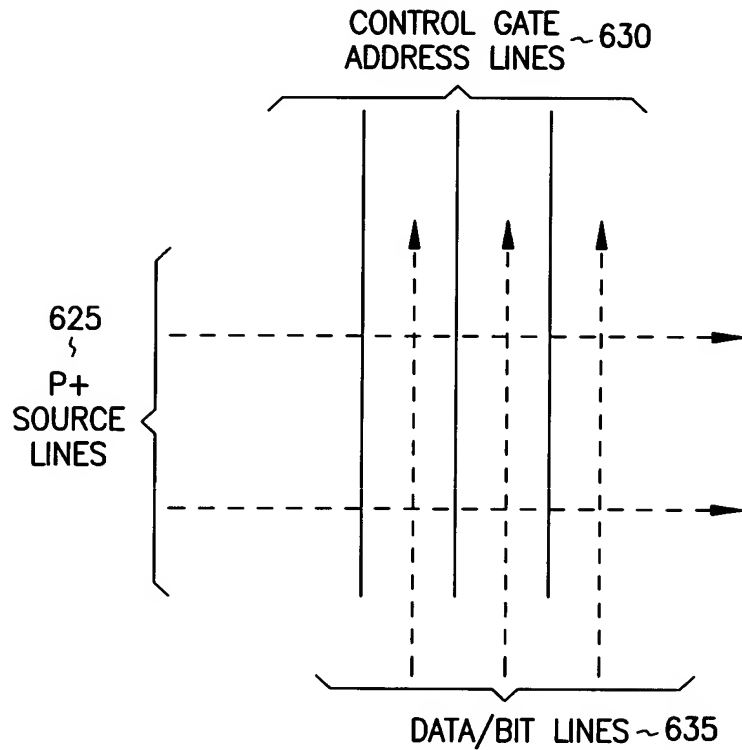 CONTROL GATE
ADDRESS LINES ~630
625
~
P+
SOURCE
LINES
DATA/BIT LINES ~635